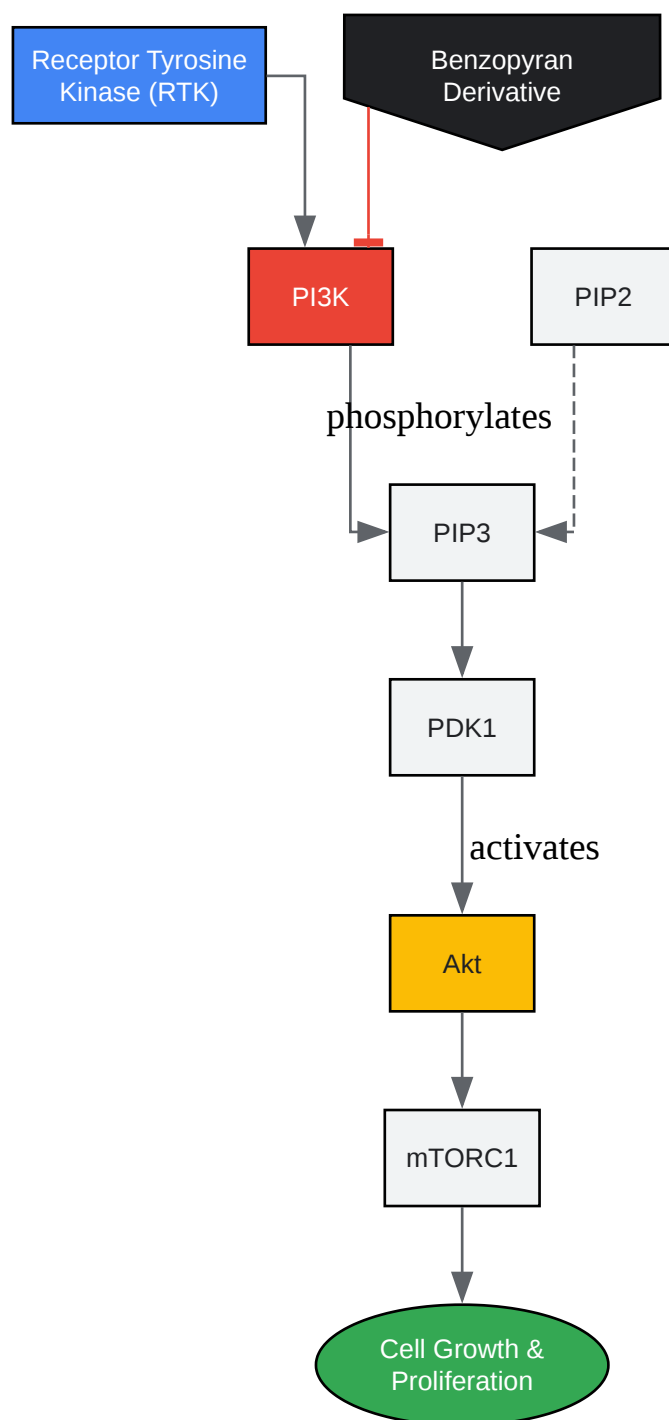 Receptor Tyrosine
Kinase (RTK)
Benzopyran
Derivative
PI3K
PIP2
phosphorylates
PIP3
PDK1
activates
Akt
mTORC1
Cell Growth &
Proliferation